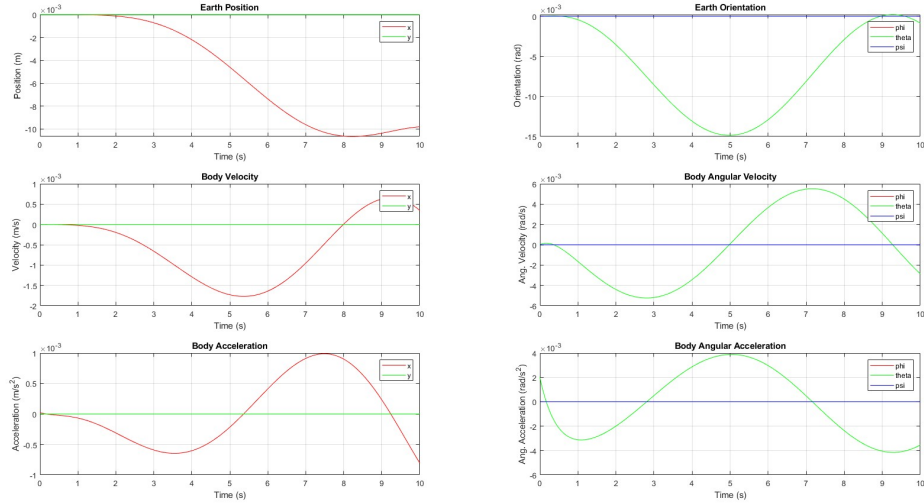 Earth Position
×10⁻³
0
-2
-4
-6
-8
-10
Position (m)
x
y
0 1 2 3 4 5 6 7 8 9 10
Time (s)
Earth Orientation
×10⁻³
0
-5
-10
-15
Orientation (rad)
phi
theta
psi
0 1 2 3 4 5 6 7 8 9 10
Time (s)
Body Velocity
×10⁻³
1
0.5
0
-0.5
-1
-1.5
-2
Velocity (m/s)
x
y
0 1 2 3 4 5 6 7 8 9 10
Time (s)
Body Angular Velocity
×10⁻³
6
4
2
0
-2
-4
-6
Ang. Velocity (rad/s)
phi
theta
psi
0 1 2 3 4 5 6 7 8 9 10
Time (s)
Body Acceleration
×10⁻³
1
0.5
0
-0.5
-1
Acceleration (m/s²)
x
y
0 1 2 3 4 5 6 7 8 9 10
Time (s)
Body Angular Acceleration
×10⁻³
4
2
0
-2
-4
-6
Ang. Acceleration (rad/s²)
phi
theta
psi
0 1 2 3 4 5 6 7 8 9 10
Time (s)